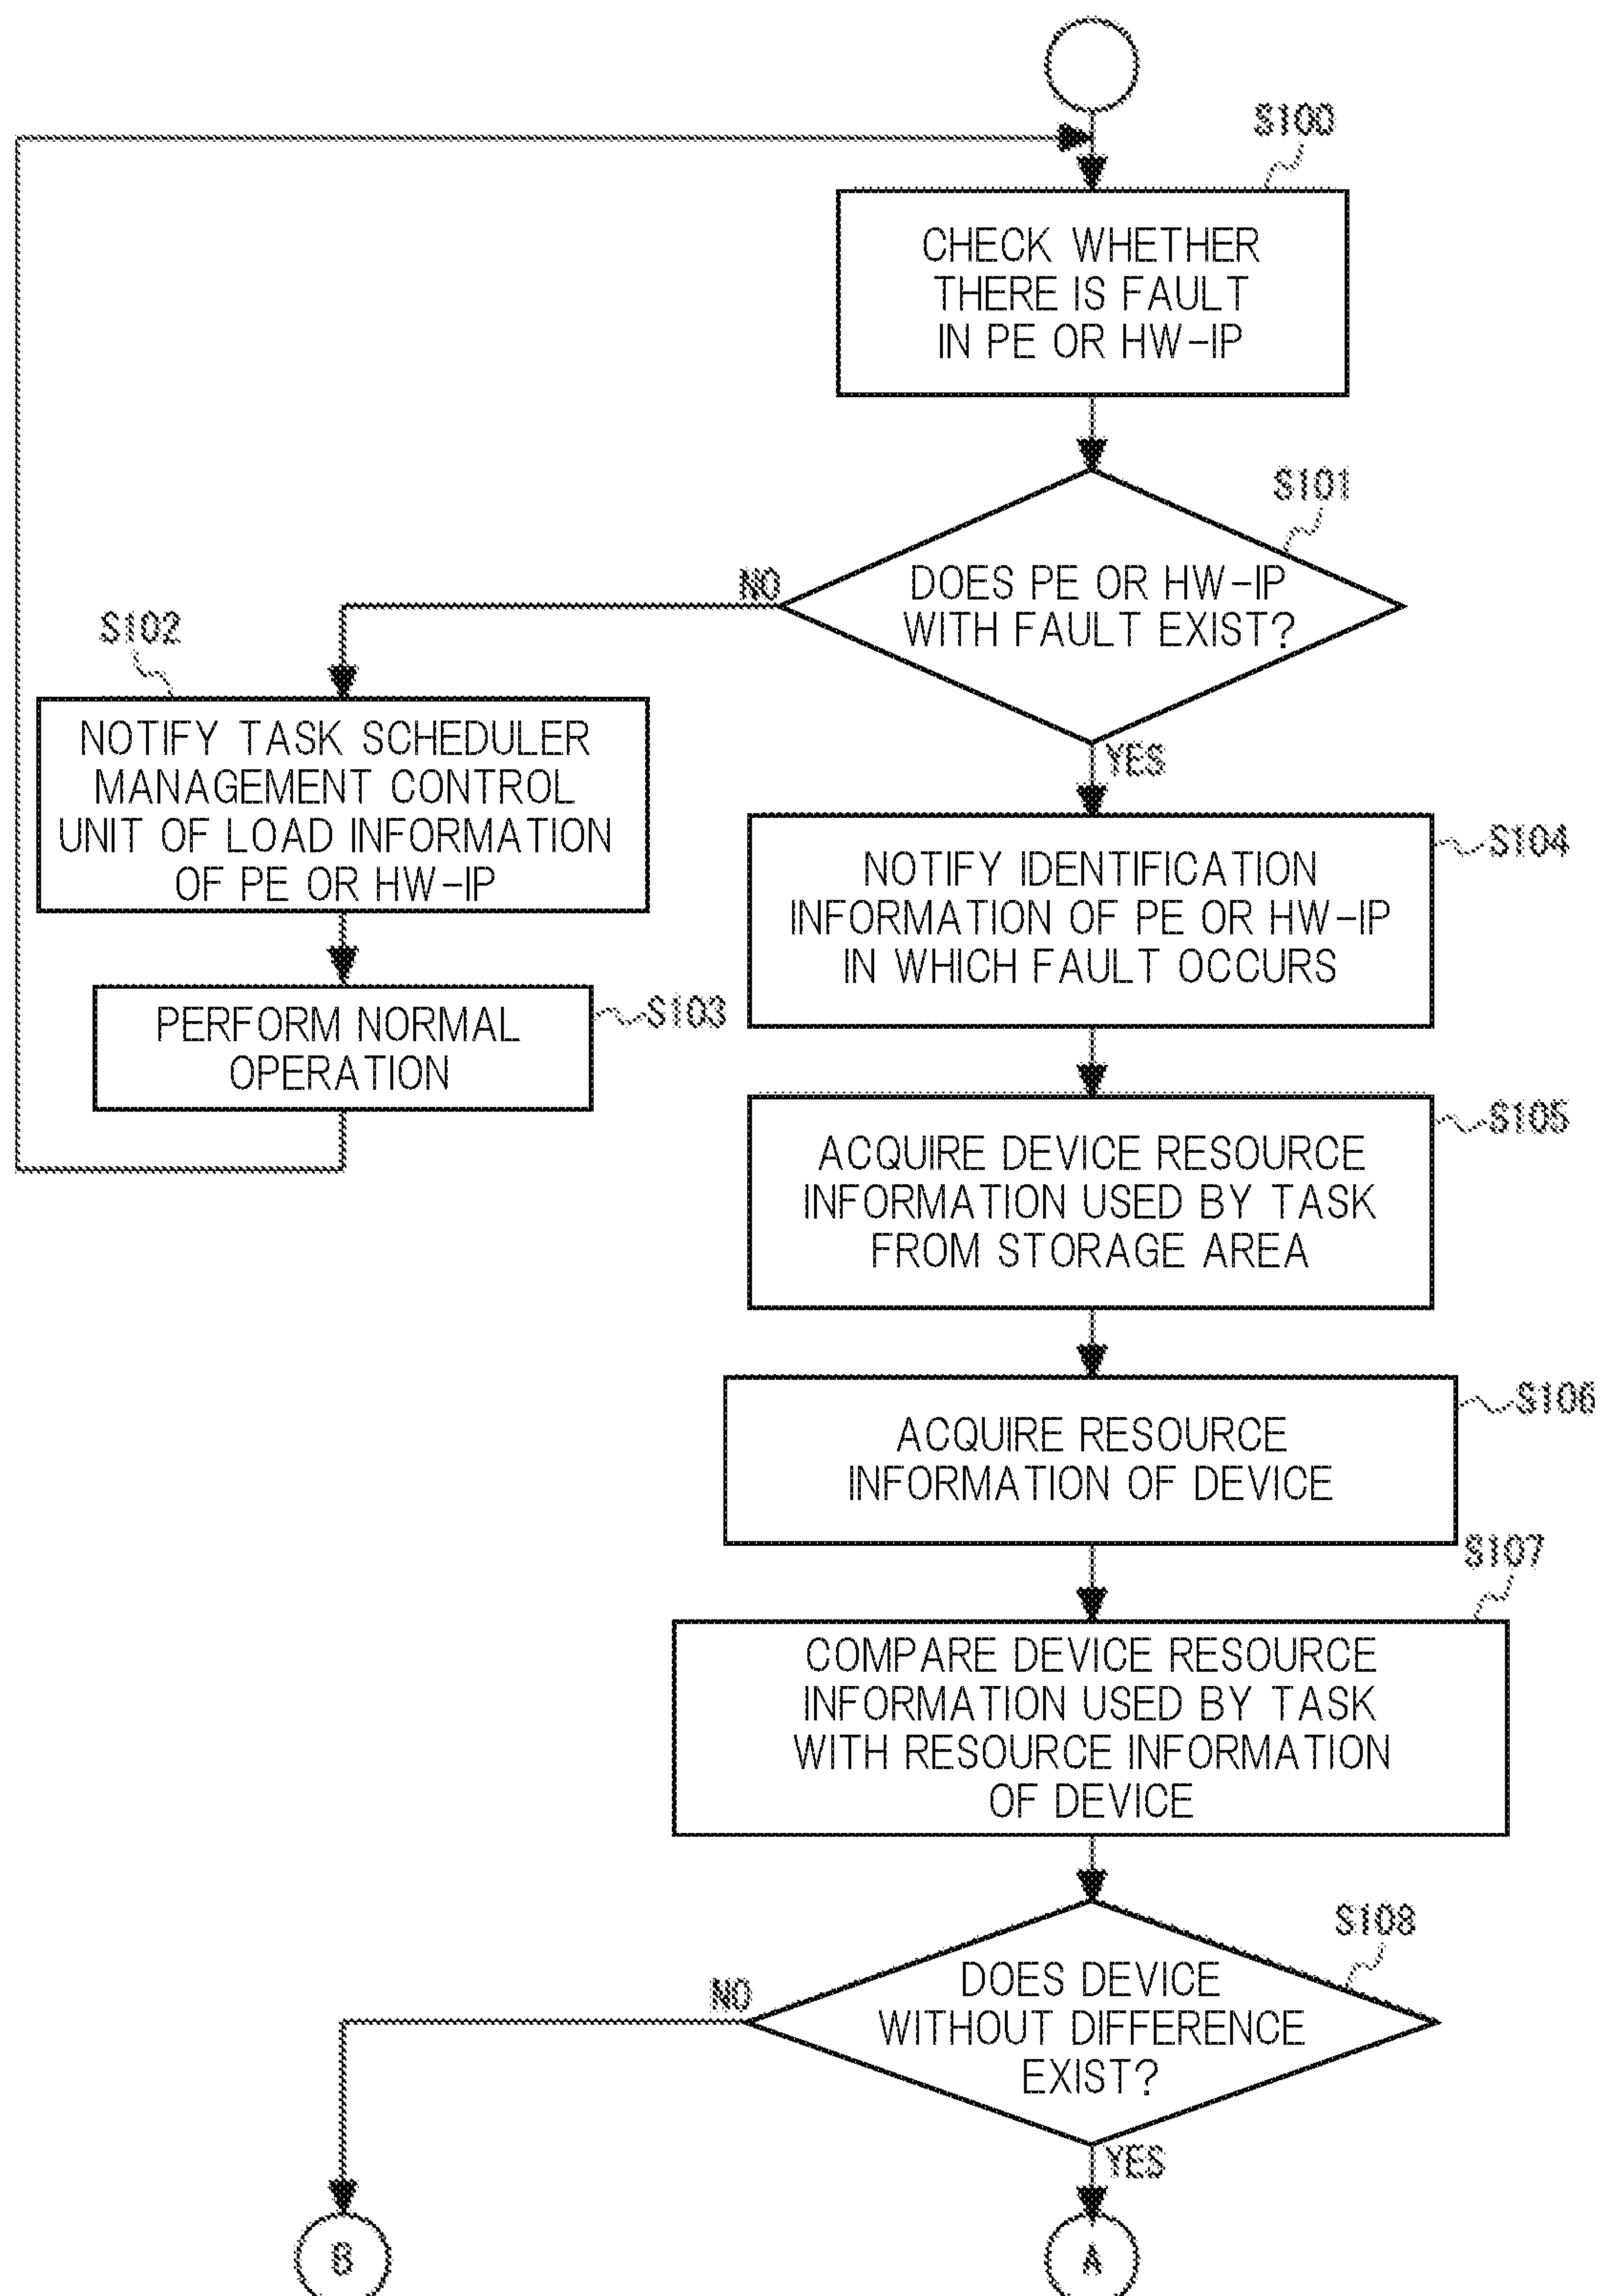 S100
CHECK WHETHER
THERE IS FAULT
IN PE OR HW-IP
S101
DOES PE OR HW-IP
WITH FAULT EXIST?
NO
S102
NOTIFY TASK SCHEDULER
MANAGEMENT CONTROL
UNIT OF LOAD INFORMATION
OF PE OR HW-IP
PERFORM NORMAL
OPERATION
S103
YES
NOTIFY IDENTIFICATION
INFORMATION OF PE OR HW-IP
IN WHICH FAULT OCCURS
S104
ACQUIRE DEVICE RESOURCE
INFORMATION USED BY TASK
FROM STORAGE AREA
S105
ACQUIRE RESOURCE
INFORMATION OF DEVICE
S106
S107
COMPARE DEVICE RESOURCE
INFORMATION USED BY TASK
WITH RESOURCE INFORMATION
OF DEVICE
S108
DOES DEVICE
WITHOUT DIFFERENCE
EXIST?
NO
YES
B
A